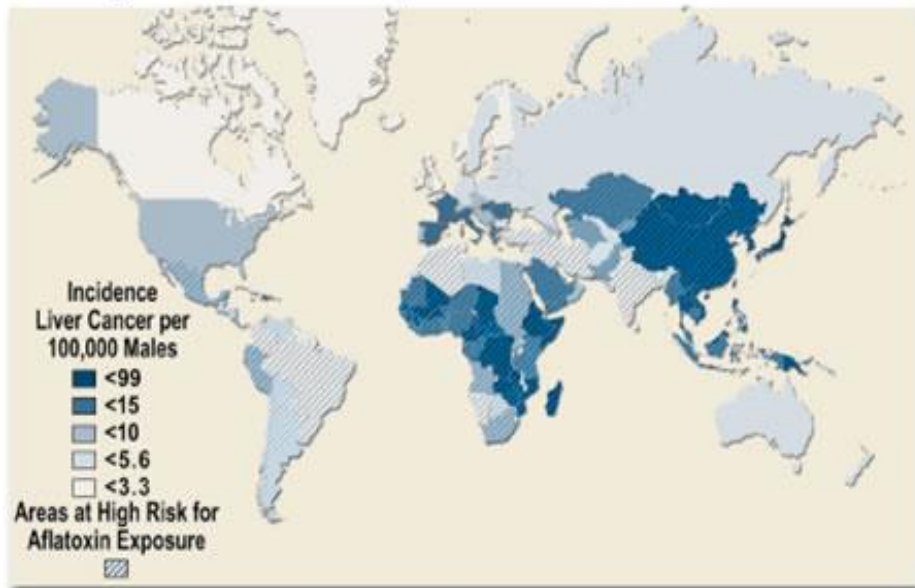 Incidence
Liver Cancer per
100,000 Males
<99
<15
<10
<5.6
<3.3
Areas at High Risk for
Aflatoxin Exposure